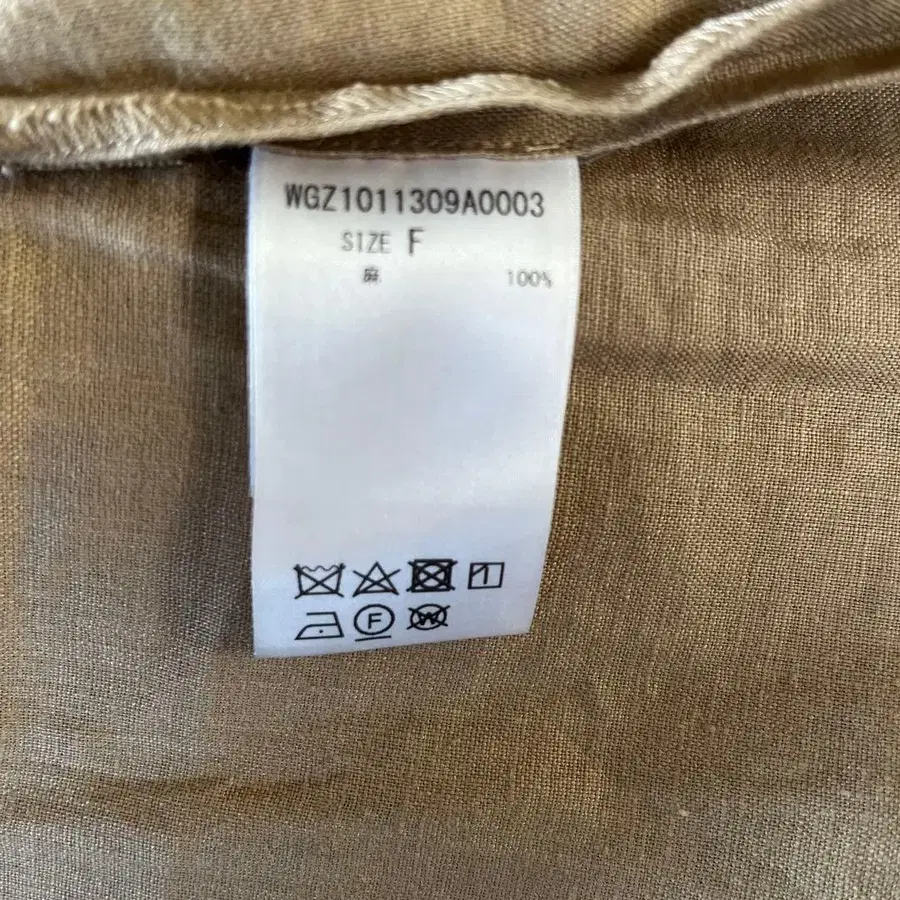 WGZ1011309A0003
SIZE F
麻 100%
F
W